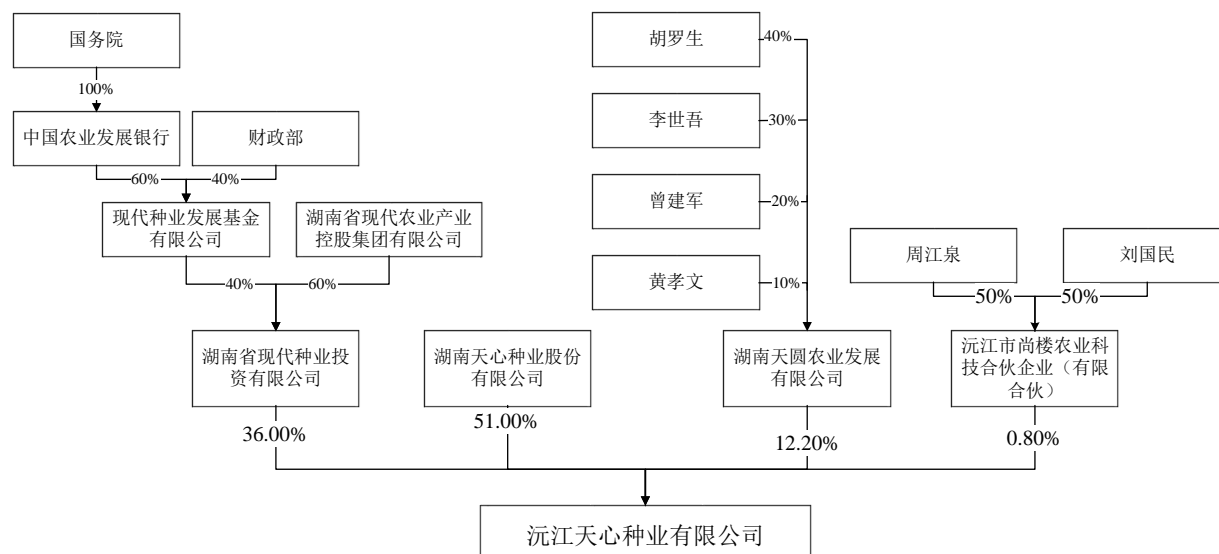 国务院
胡罗生
40%
100%
中国农业发展银行
财政部
李世吾
30%
60%
40%
现代种业发展基金
有限公司
湖南省现代农业产业
控股集团有限公司
曾建军
20%
周江泉
刘国民
40%
60%
黄孝文
10%
50%
50%
湖南省现代种业投
资有限公司
湖南天心种业股份
有限公司
湖南天圆农业发展
有限公司
沅江市尚楼农业科
技合伙企业（有限
合伙）
36.00%
51.00%
12.20%
0.80%
沅江天心种业有限公司